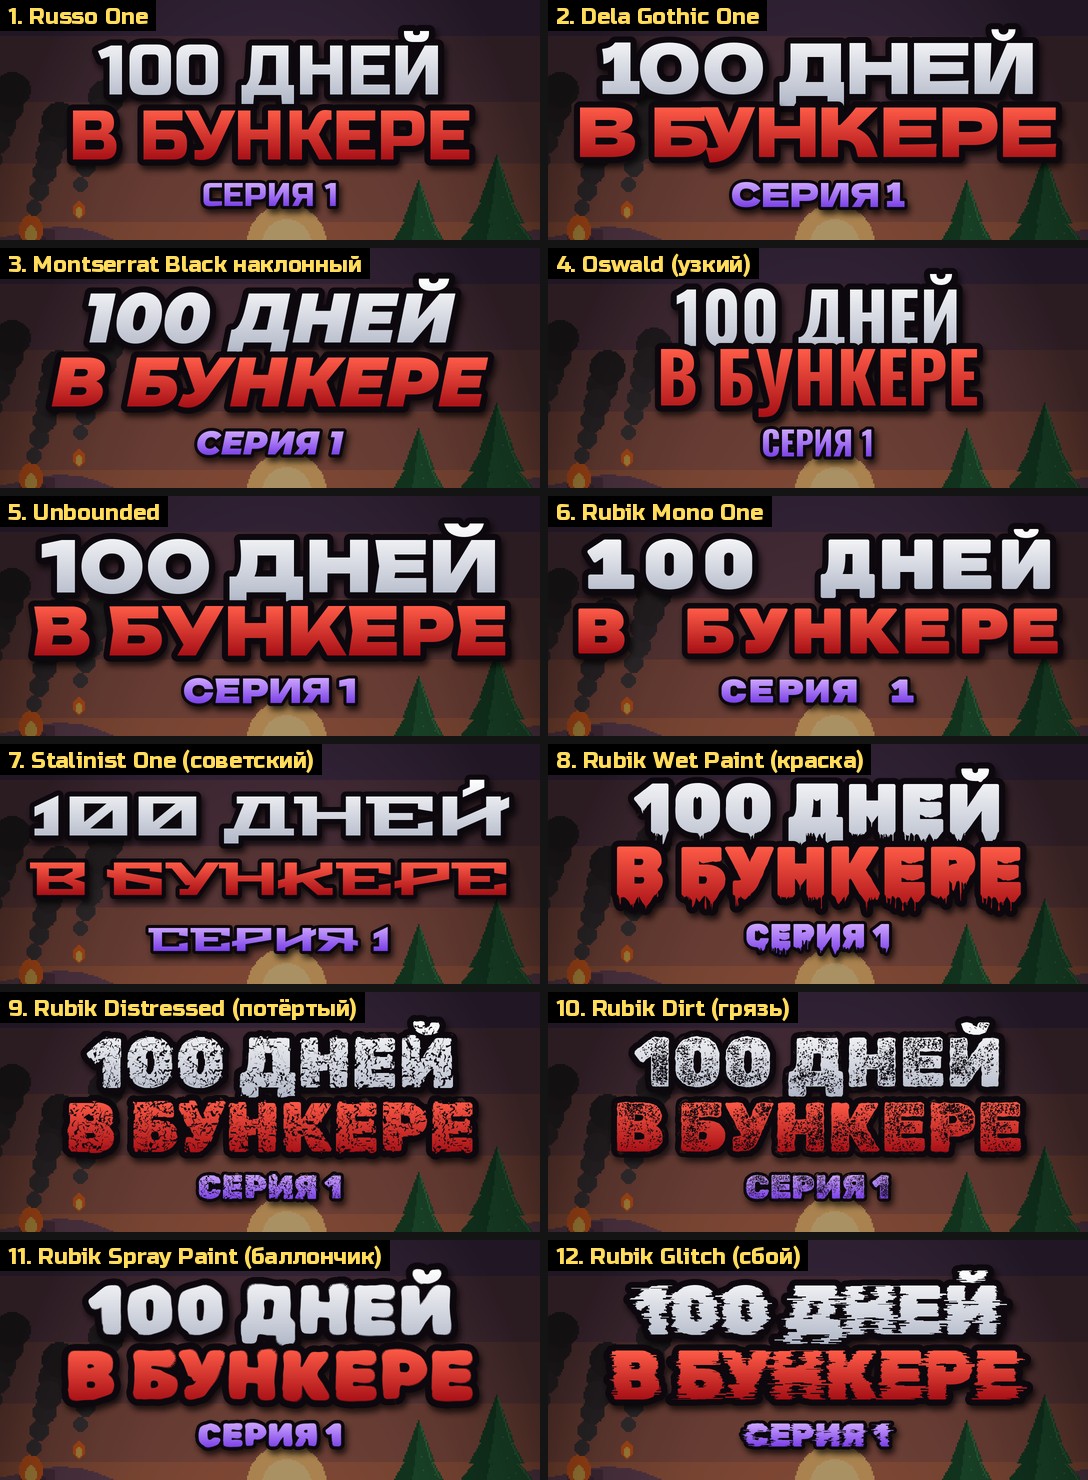 1. Russo One
100 ДНЕЙ
В БУНКЕРЕ
СЕРИЯ 1
2. Dela Gothic One
100 ДНЕЙ
В БУНКЕРЕ
СЕРИЯ 1
3. Montserrat Black наклонный
100 ДНЕЙ
В БУНКЕРЕ
СЕРИЯ 1
4. Oswald (узкий)
100 ДНЕЙ
В БУНКЕРЕ
СЕРИЯ 1
5. Unbounded
100 ДНЕЙ
В БУНКЕРЕ
СЕРИЯ 1
6. Rubik Mono One
100 ДНЕЙ
В БУНКЕРЕ
СЕРИЯ 1
7. Stalinist One (советский)
100 ДНЕЙ
В БУНКЕРЕ
СЕРИЯ 1
8. Rubik Wet Paint (краска)
100 ДНЕЙ
В БУНКЕРЕ
СЕРИЯ 1
9. Rubik Distressed (потёртый)
100 ДНЕЙ
В БУНКЕРЕ
СЕРИЯ 1
10. Rubik Dirt (грязь)
100 ДНЕЙ
В БУНКЕРЕ
СЕРИЯ 1
11. Rubik Spray Paint (баллончик)
100 ДНЕЙ
В БУНКЕРЕ
СЕРИЯ 1
12. Rubik Glitch (сбой)
100 ДНЕЙ
В БУНКЕРЕ
СЕРИЯ 1